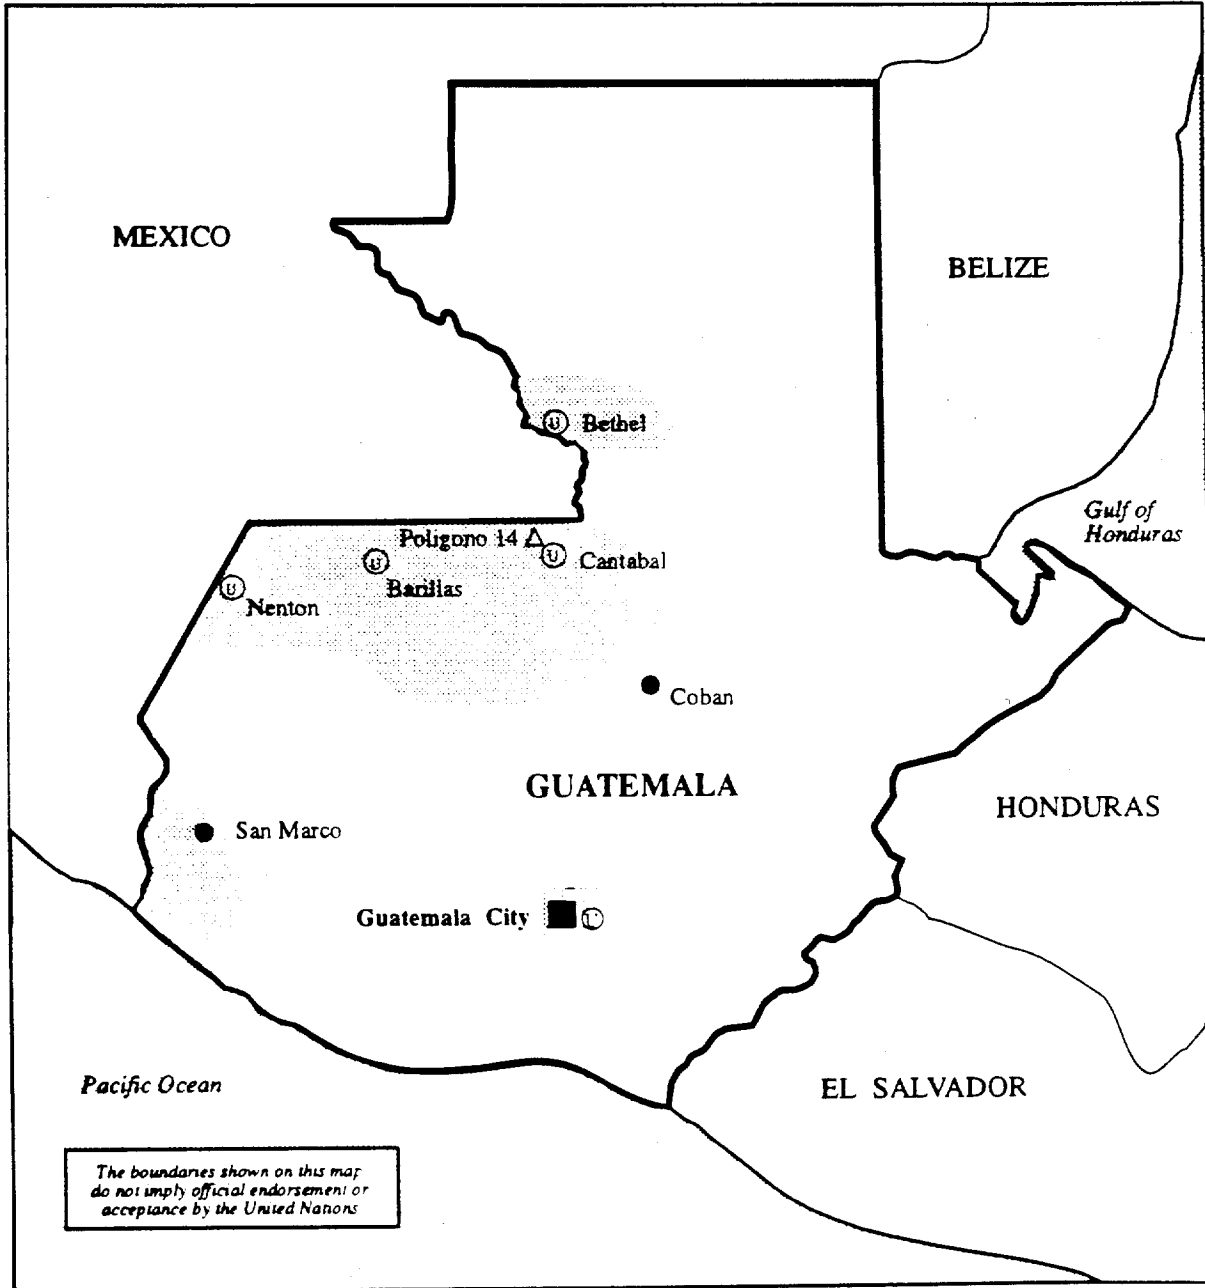 MEXICO
BELIZE
U Bethel
Gulf of
Honduras
Poligono 14
U Cantabal
U
Barillas
U
Nenton
Coban
GUATEMALA
HONDURAS
San Marco
Guatemala City
Pacific Ocean
EL SALVADOR
The boundaries shown on this map
do not imply official endorsement or
acceptance by the United Nations